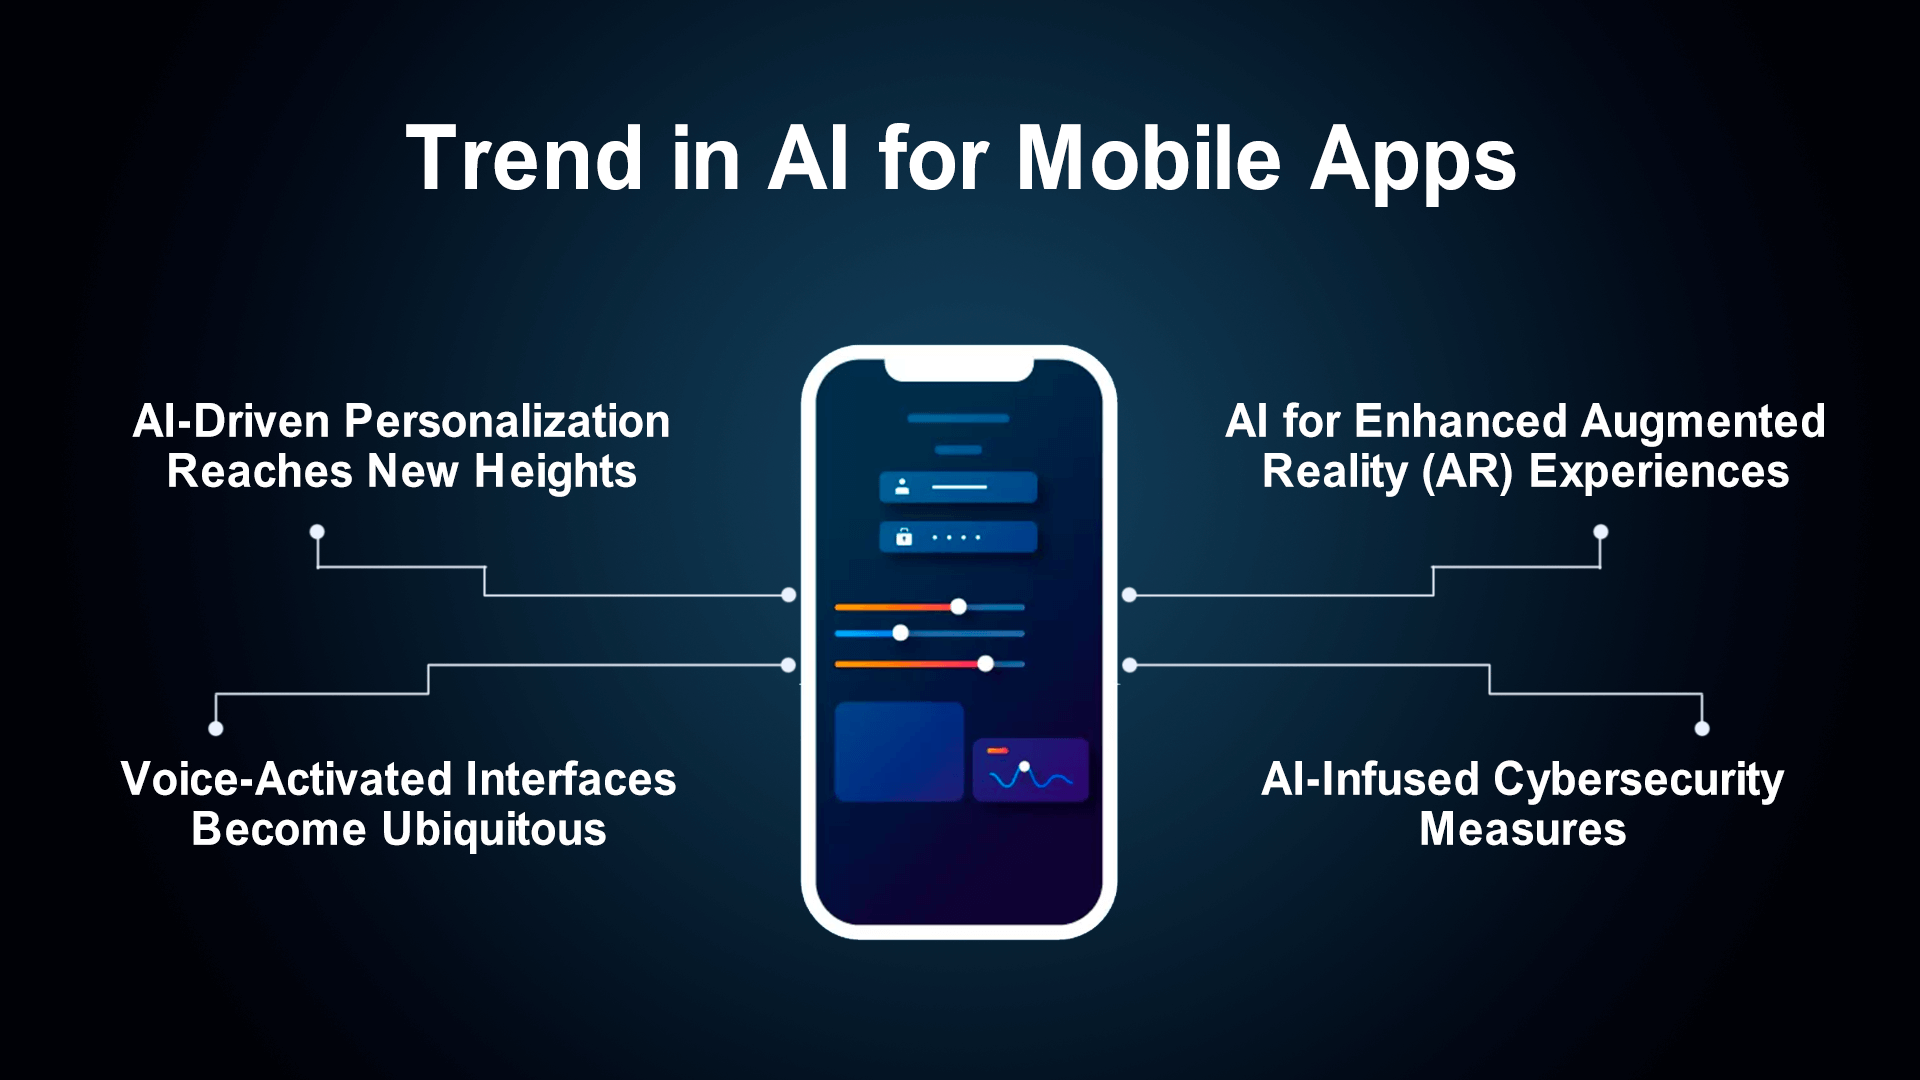 Trend in AI for Mobile Apps
AI-Driven Personalization
Reaches New Heights
AI for Enhanced Augmented
Reality (AR) Experiences
Voice-Activated Interfaces
Become Ubiquitous
AI-Infused Cybersecurity
Measures